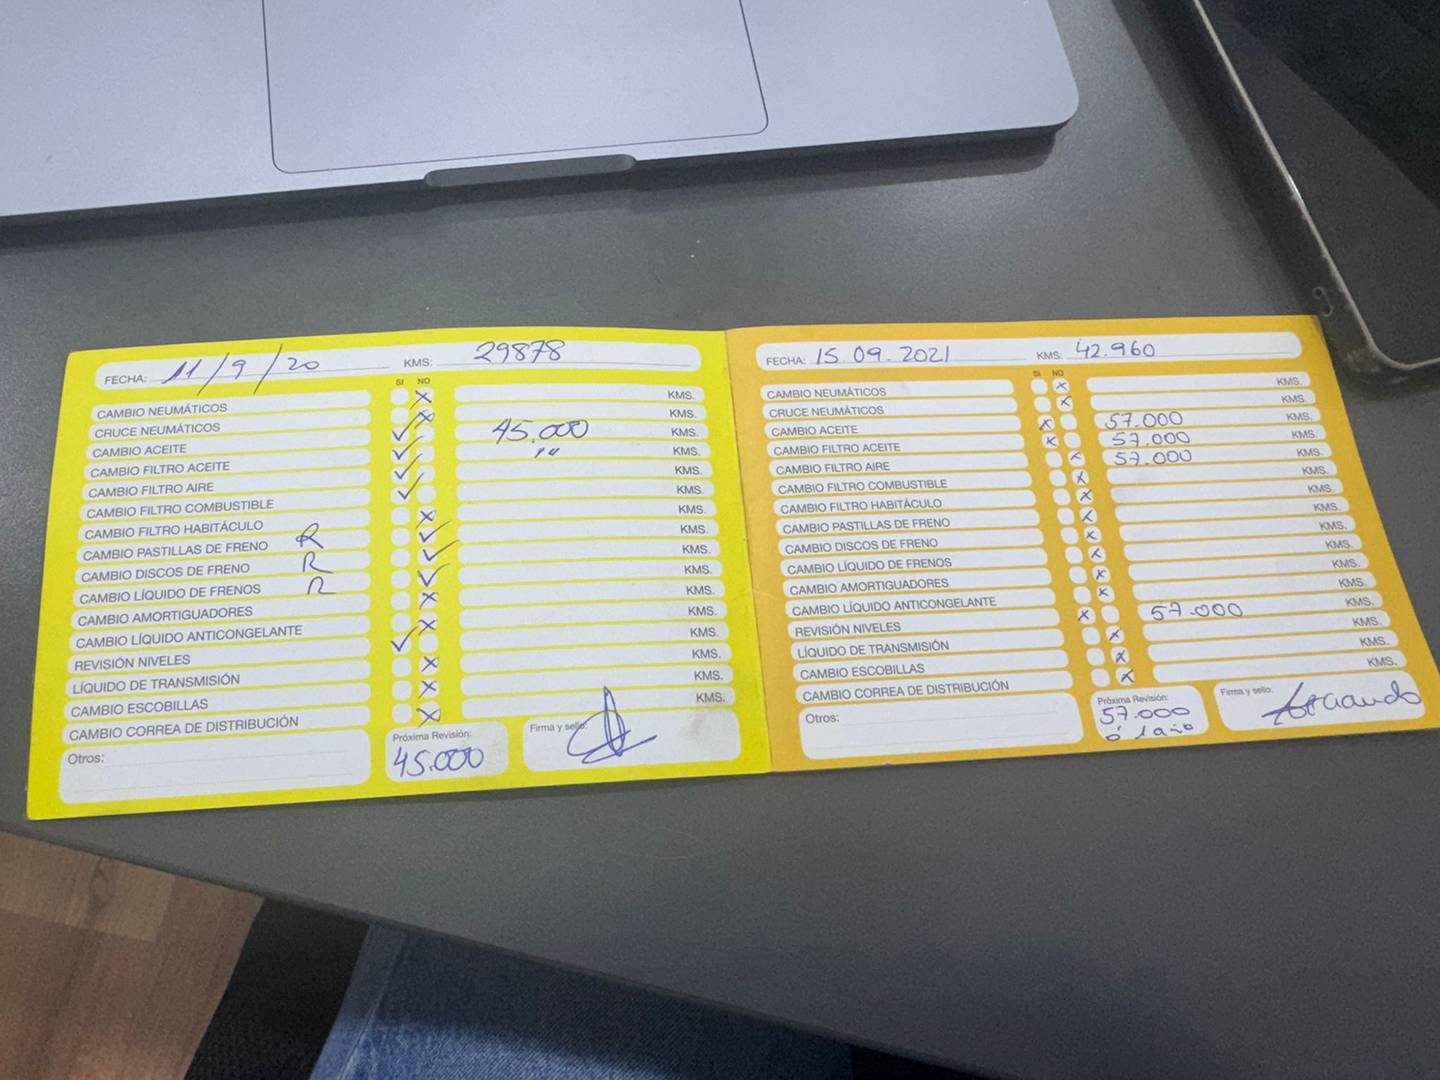 FECHA: 11/9/20 KMS: 29878
SI NO
CAMBIO NEUMÁTICOS X KMS.
CRUCE NEUMÁTICOS X KMS.
CAMBIO ACEITE ✓ 45.000 KMS.
CAMBIO FILTRO ACEITE ✓ " " KMS.
CAMBIO FILTRO AIRE ✓ KMS.
CAMBIO FILTRO COMBUSTIBLE ✓ KMS.
CAMBIO FILTRO HABITÁCULO X KMS.
CAMBIO PASTILLAS DE FRENO R ✓ KMS.
CAMBIO DISCOS DE FRENO R ✓ KMS.
CAMBIO LÍQUIDO DE FRENOS R ✓ KMS.
CAMBIO AMORTIGUADORES X KMS.
CAMBIO LÍQUIDO ANTICONGELANTE X KMS.
REVISIÓN NIVELES ✓ KMS.
LÍQUIDO DE TRANSMISIÓN X KMS.
CAMBIO ESCOBILLAS X KMS.
CAMBIO CORREA DE DISTRIBUCIÓN X KMS.
Otros:
Próxima Revisión:
45.000
Firma y sello:
FECHA: 15.09.2021 KMS: 42.960
SI NO
CAMBIO NEUMÁTICOS X KMS.
CRUCE NEUMÁTICOS X KMS.
CAMBIO ACEITE X 57.000 KMS.
CAMBIO FILTRO ACEITE X 57.000 KMS.
CAMBIO FILTRO AIRE X 57.000 KMS.
CAMBIO FILTRO COMBUSTIBLE X KMS.
CAMBIO FILTRO HABITÁCULO X KMS.
CAMBIO PASTILLAS DE FRENO X KMS.
CAMBIO DISCOS DE FRENO X KMS.
CAMBIO LÍQUIDO DE FRENOS X KMS.
CAMBIO AMORTIGUADORES X KMS.
CAMBIO LÍQUIDO ANTICONGELANTE X KMS.
REVISIÓN NIVELES X 57.000 KMS.
LÍQUIDO DE TRANSMISIÓN X KMS.
CAMBIO ESCOBILLAS X KMS.
CAMBIO CORREA DE DISTRIBUCIÓN X KMS.
Otros:
Próxima Revisión:
57.000
ó 1 año
Firma y sello: